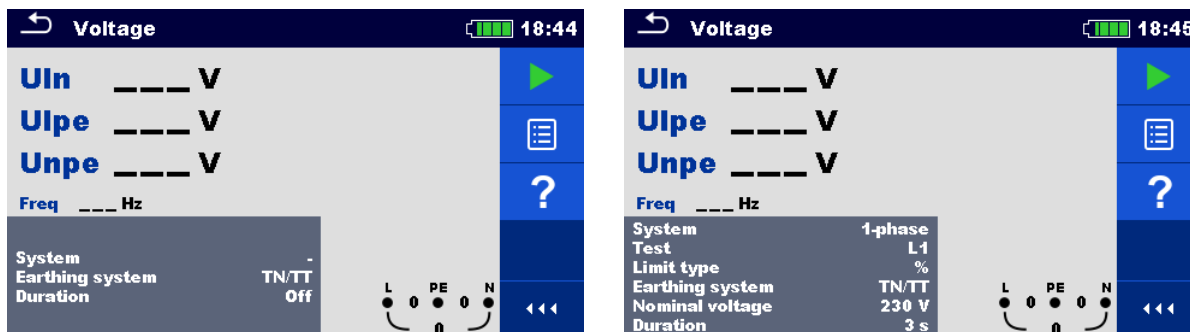 Voltage 18:44
Uln ___ V
Ulpe ___ V
Unpe ___ V
?
Freq ___ Hz
System -
Earthing system TN/TT
Duration Off
L PE N
0 0
0
Voltage 18:45
Uln ___ V
Ulpe ___ V
Unpe ___ V
?
Freq ___ Hz
System 1-phase
Test L1
Limit type %
Earthing system TN/TT
Nominal voltage 230 V
Duration 3 s
L PE N
0 0
0